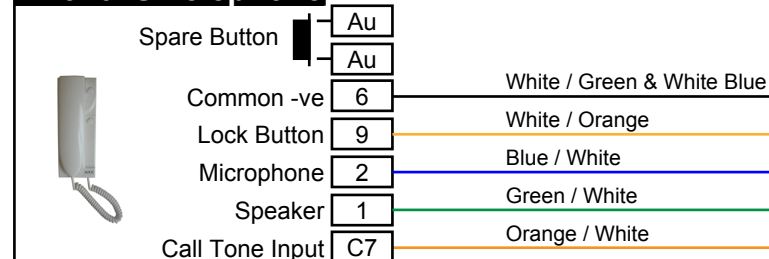 Au
Spare Button
Au
Common -ve 6 White / Green & White Blue
Lock Button 9 White / Orange
Microphone 2 Blue / White
Speaker 1 Green / White
Call Tone Input C7 Orange / White